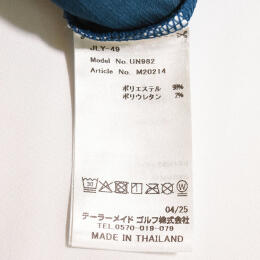 JLY-49
Model No. UN982
Article No. M20214
ポリエステル 98%
ポリウレタン 2%
04/25
テーラーメイド ゴルフ株式会社
TEL.0570-019-079
MADE IN THAILAND